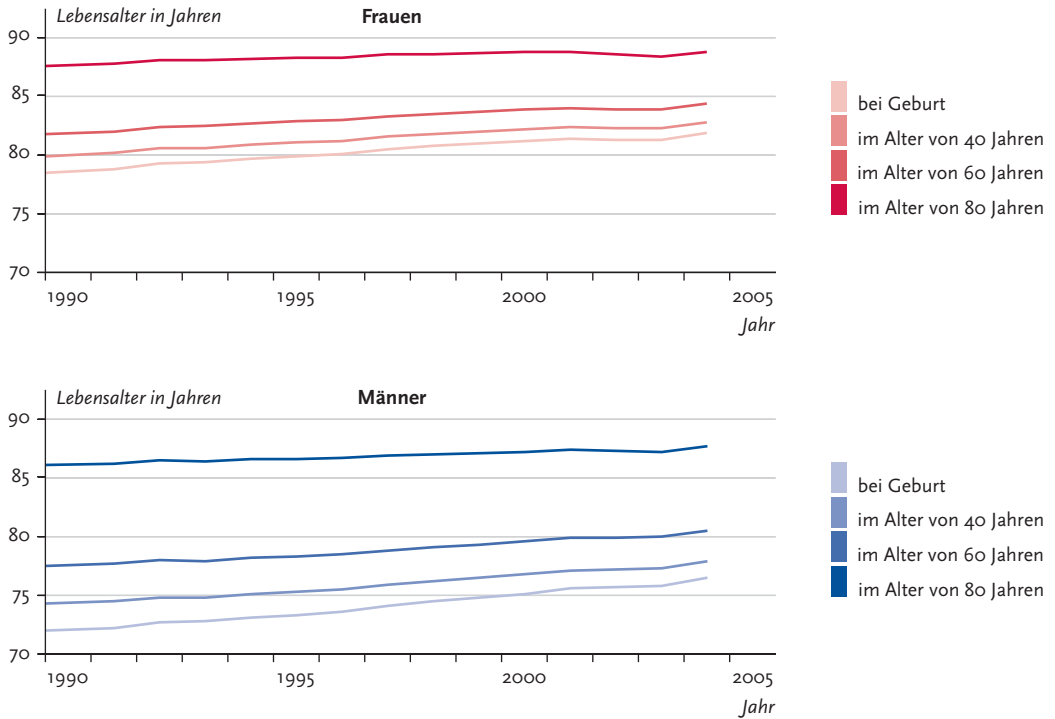 Lebensalter in Jahren
Frauen
90
85
80
75
70
1990
1995
2000
2005
Jahr
bei Geburt
im Alter von 40 Jahren
im Alter von 60 Jahren
im Alter von 80 Jahren
Lebensalter in Jahren
Männer
90
85
80
75
70
1990
1995
2000
2005
Jahr
bei Geburt
im Alter von 40 Jahren
im Alter von 60 Jahren
im Alter von 80 Jahren